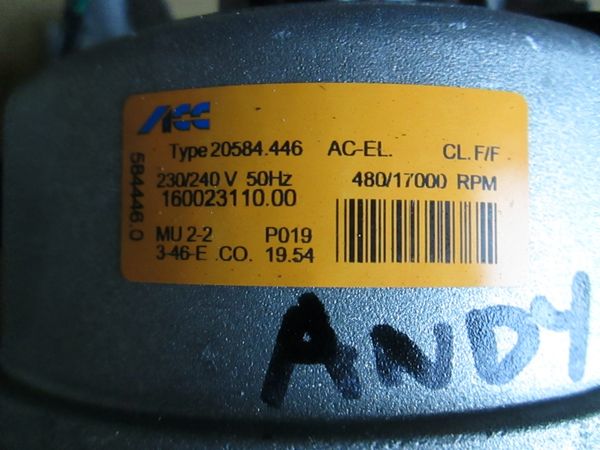 ACC
Type 20584.446 AC-EL. CL.F/F
584446.0
230/240 V 50Hz 480/17000 RPM
160023110.00
MU 2-2 P019
3-46-E .CO. 19.54
ANDY